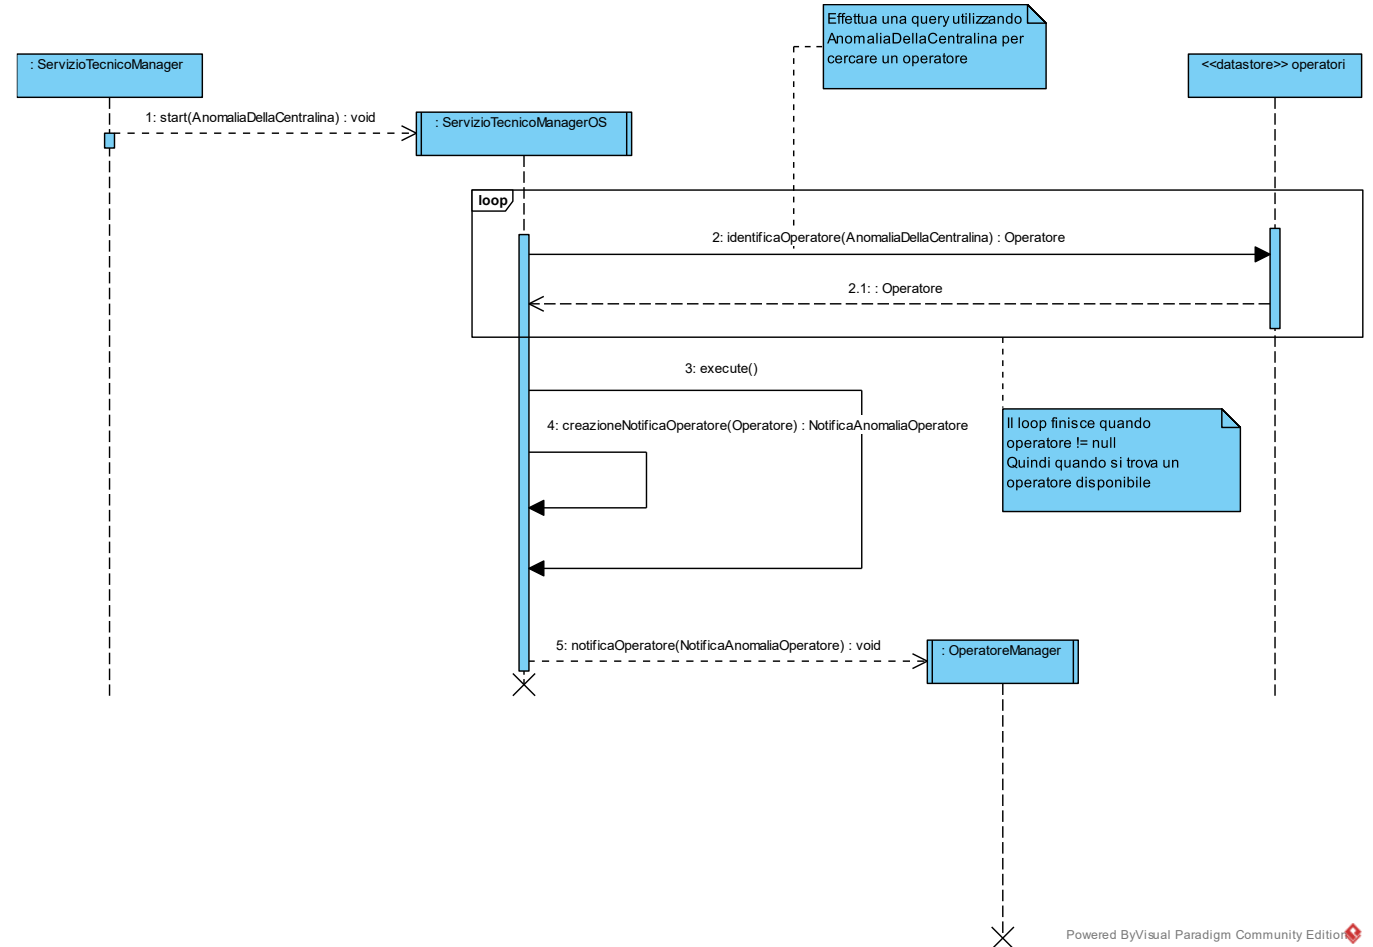 Effettua una query utilizzando
AnomaliaDellaCentralina per
cercare un operatore
: ServizioTecnicoManager
<<datastore>> operatori
1: start(AnomaliaDellaCentralina) : void
: ServizioTecnicoManagerOS
loop
2: identificaOperatore(AnomaliaDellaCentralina) : Operatore
2.1: : Operatore
3: execute()
4: creazioneNotificaOperatore(Operatore) : NotificaAnomaliaOperatore
Il loop finisce quando
operatore != null
Quindi quando si trova un
operatore disponibile
5: notificaOperatore(NotificaAnomaliaOperatore) : void
: OperatoreManager
Powered ByVisual Paradigm Community Edition